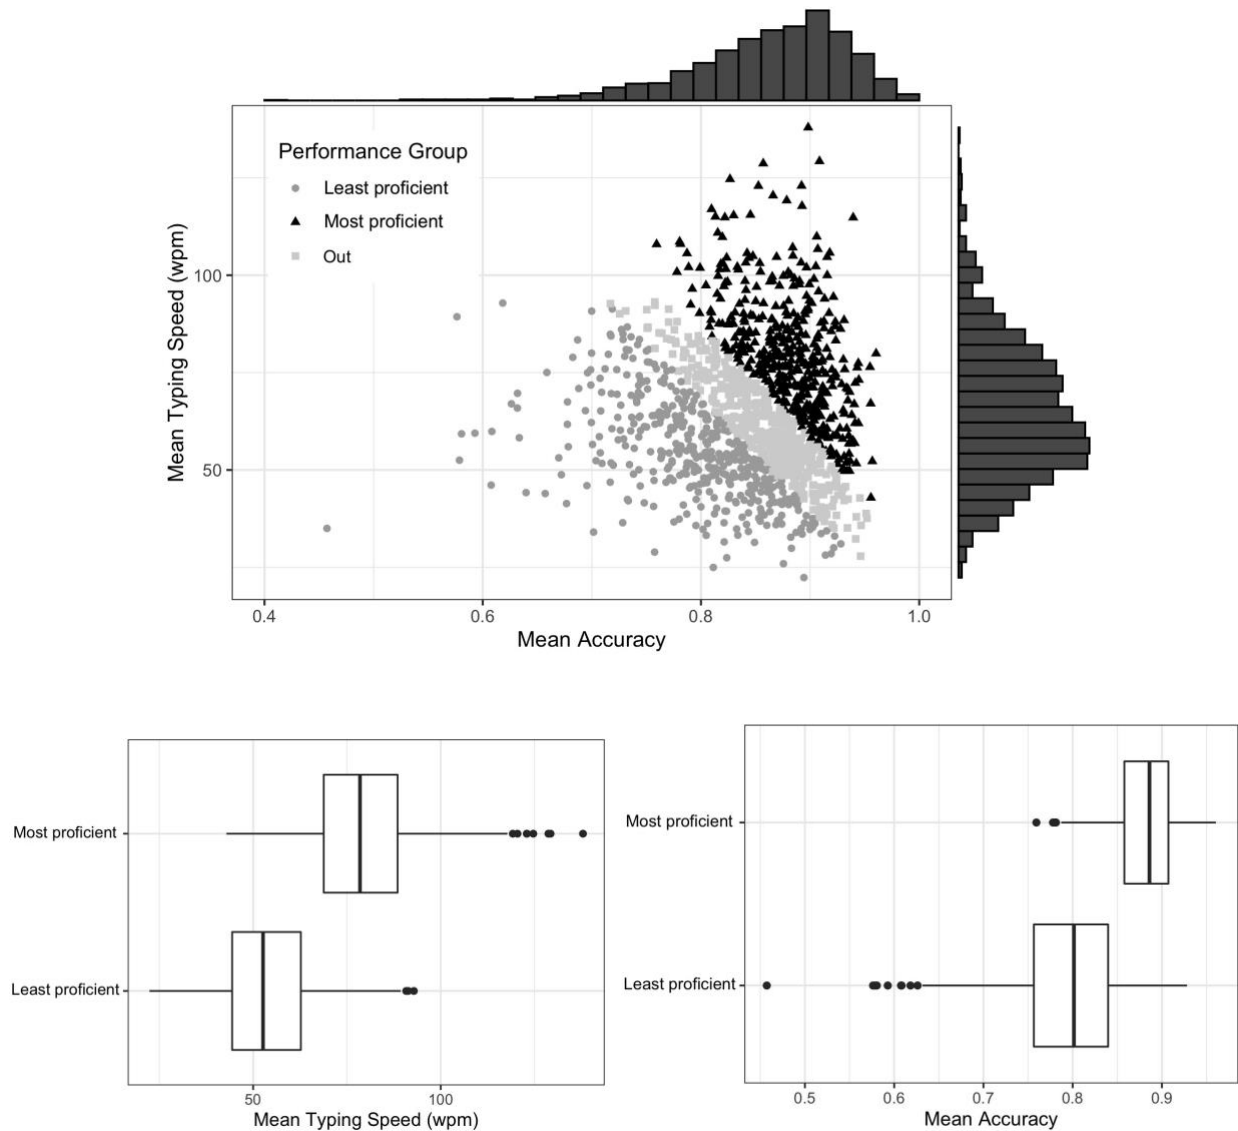 Performance Group
Least proficient
Most proficient
Out
Mean Typing Speed (wpm)
100
50
0.4 0.6 0.8 1.0
Mean Accuracy
Most proficient
Least proficient
50 100
Mean Typing Speed (wpm)
Most proficient
Least proficient
0.5 0.6 0.7 0.8 0.9
Mean Accuracy